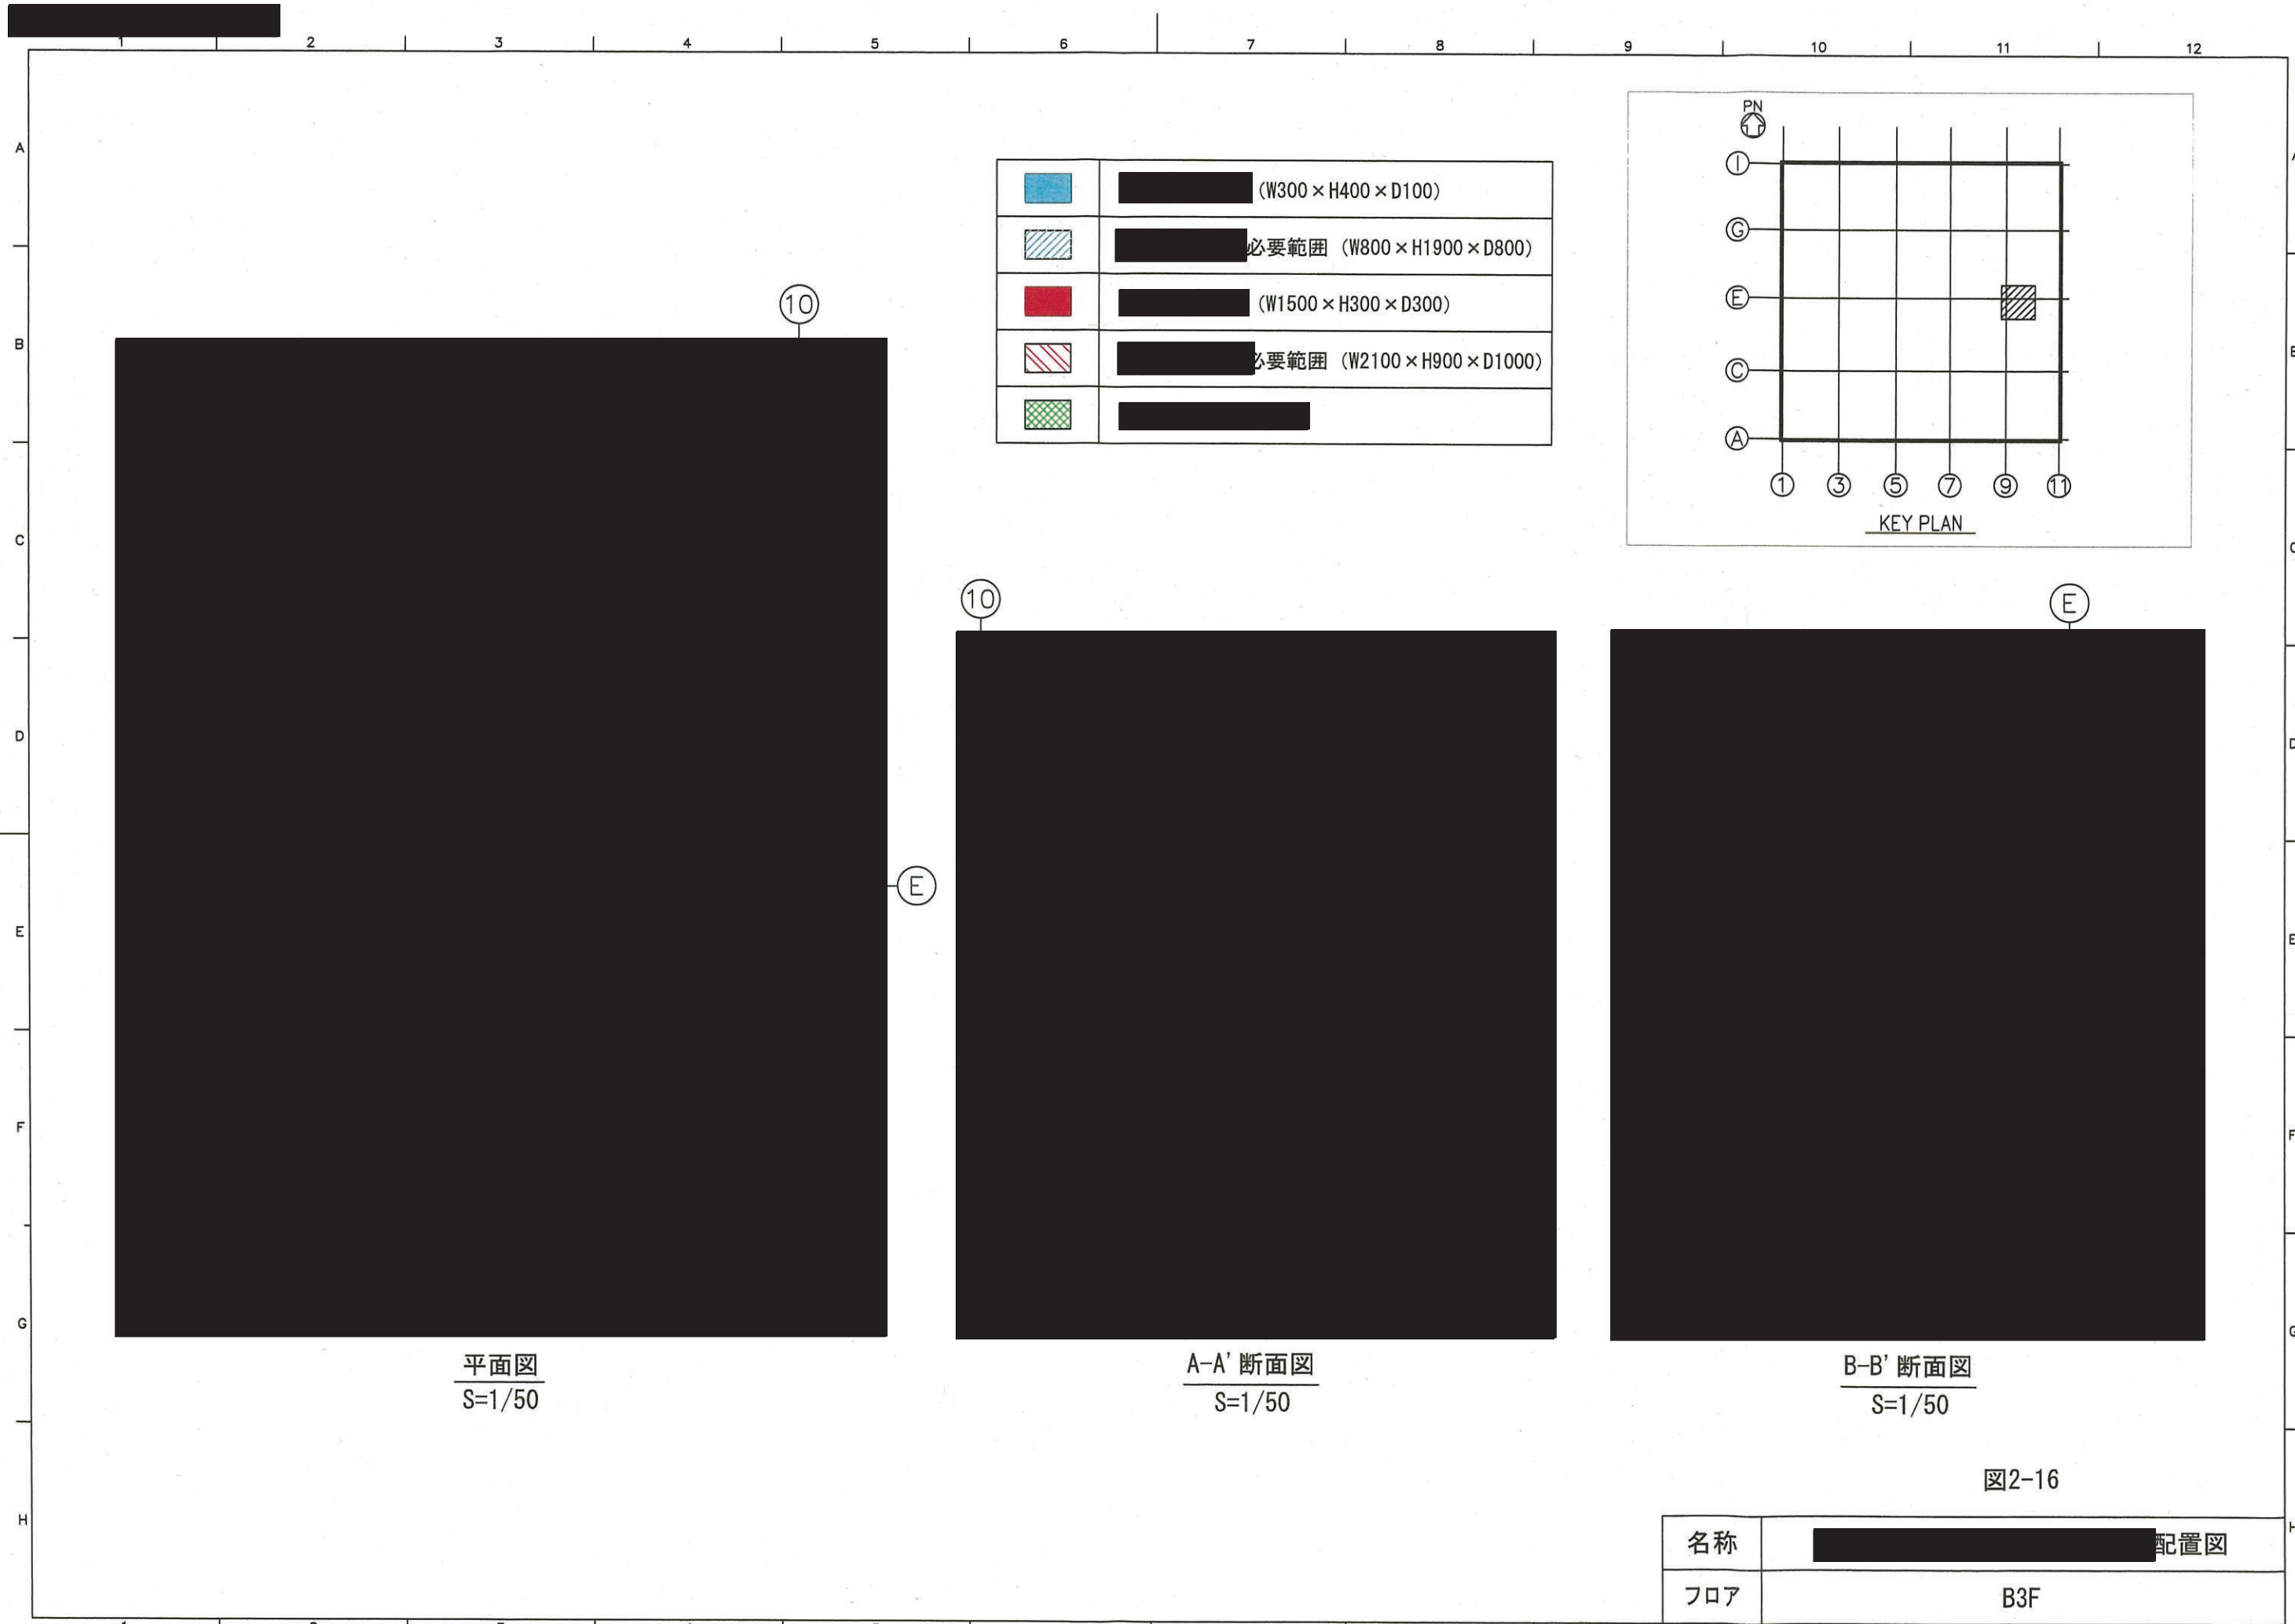 1 2 3 4 5 6 7 8 9 10 11 12
A
B
C
D
E
F
G
H
(W300×H400×D100)
必要範囲 (W800×H1900×D800)
(W1500×H300×D300)
必要範囲 (W2100×H900×D1000)
PN
I
G
E
C
A
1 3 5 7 9 11
KEY PLAN
10
E
10
E
平面図
S=1/50
A-A' 断面図
S=1/50
B-B' 断面図
S=1/50
図2-16
名称 配置図
フロア B3F